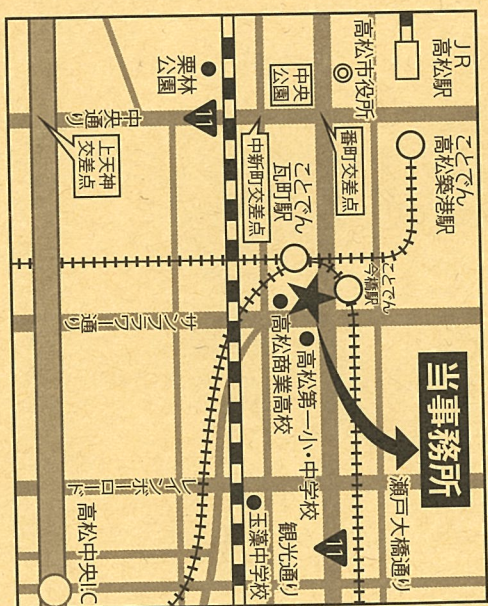 JR
高松駅
ことでん
高松築港駅
当事務所
瀬戸大橋通り
高松市役所
ことでん
今橋駅
番町交差点
中央
公園
高松第一小・中学校
11
観光通り
高松商業高校
ことでん
瓦町駅
中新町交差点
玉藻中学校
栗林
公園
11
中央通り
上天神
交差点
サンフラワー通り
レインボーロード
高松中央I.C